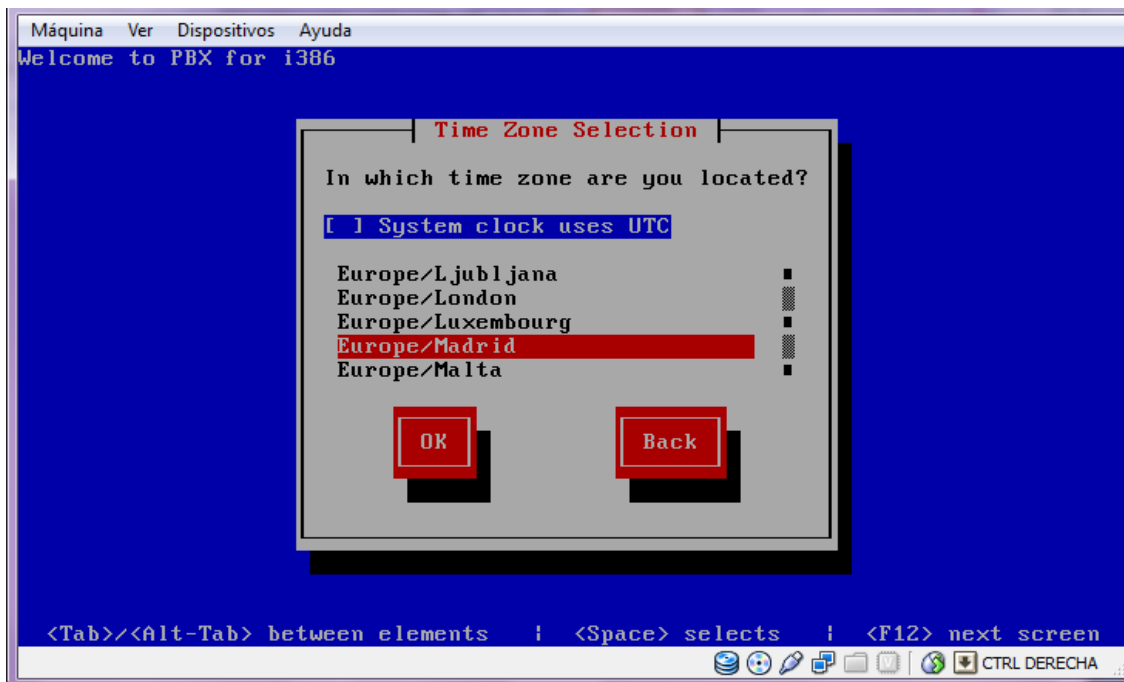 Máquina Ver Dispositivos Ayuda
Welcome to PBX for i386
Time Zone Selection
In which time zone are you located?
[ ] System clock uses UTC
Europe/Ljubljana
Europe/London
Europe/Luxembourg
Europe/Madrid
Europe/Malta
OK Back
<Tab>/<Alt-Tab> between elements | <Space> selects | <F12> next screen
CTRL DERECHA